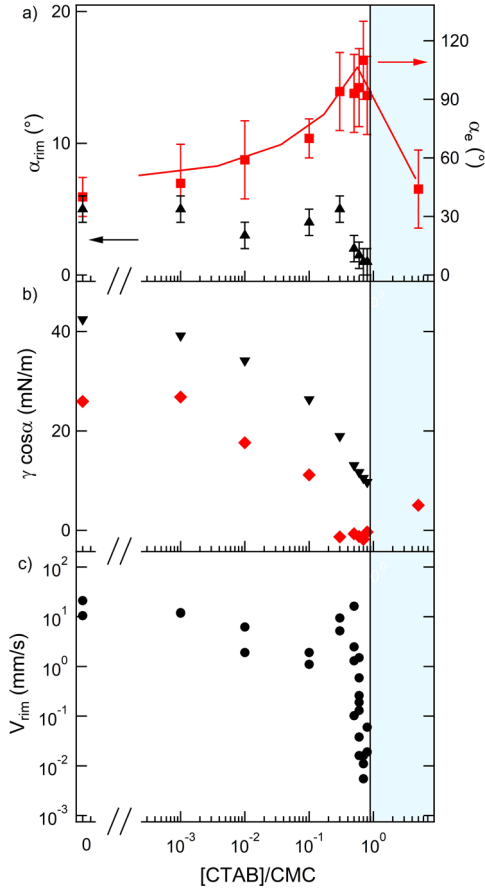 a)
20
10
0
α_rim (°)
120
90
60
30
0
α_e (°)
b)
40
20
0
γ cosα (mN/m)
c)
10^2
10^1
10^0
10^-1
10^-2
10^-3
V_rim (mm/s)
0
10^-3
10^-2
10^-1
10^0
[CTAB]/CMC